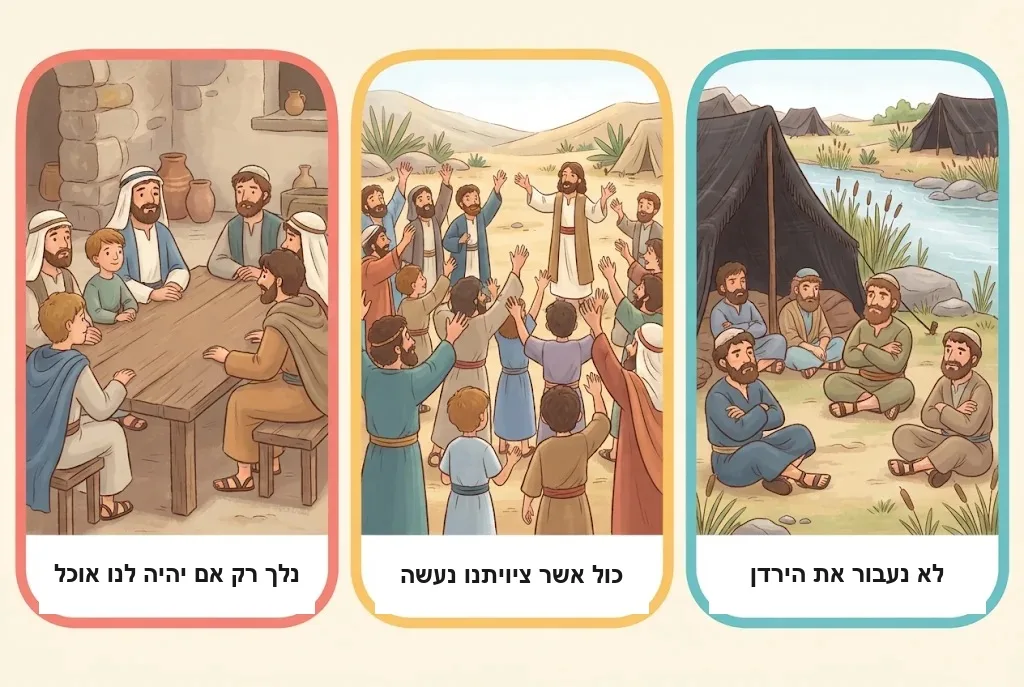 לא נעבור את הירדן
כול אשר ציויתנו נעשה
נלך רק אם יהיה לנו אוכל